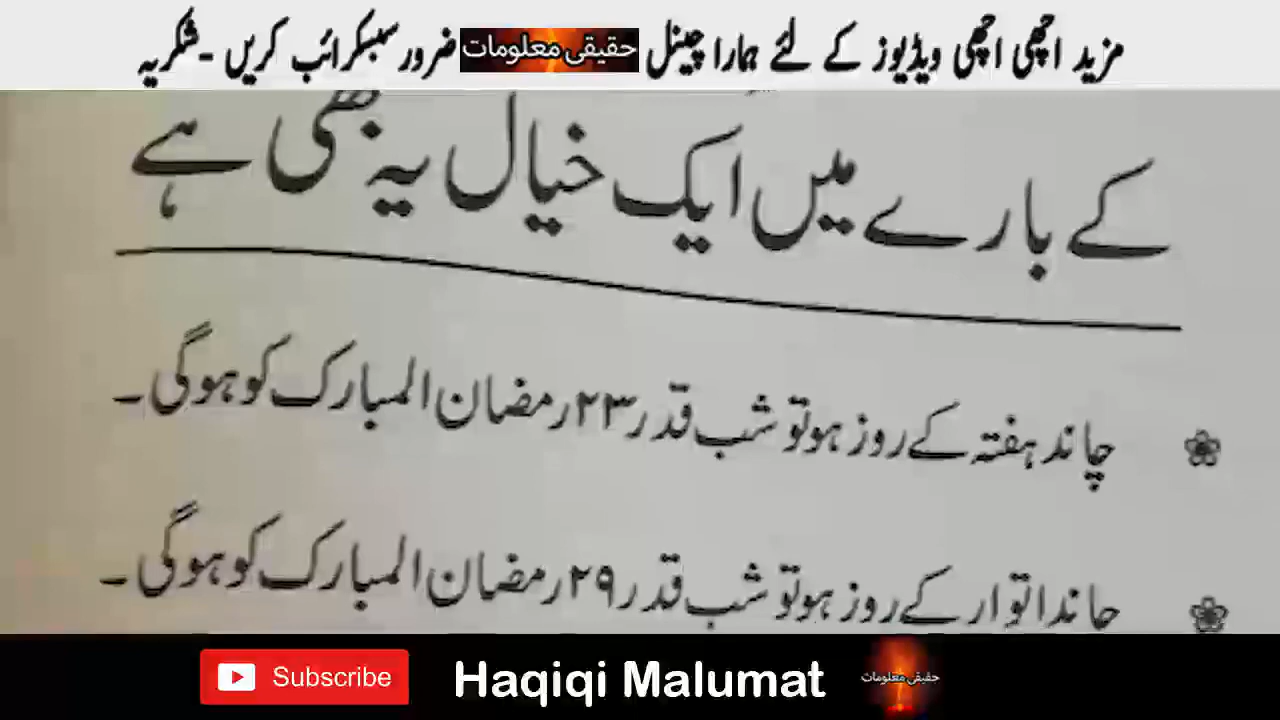 مزید اچھی اچھی ویڈیوز کے لئے ہمارا چینل حقیقی معلومات ضرور سبسکرائب کریں - شکریہ
کے بارے میں ایک خیال یہ بھی ہے
چاند ہفتہ کے روز ہو تو شب قدر ۲۳ رمضان المبارک کو ہوگی ۔
چاند اتوار کے روز ہو تو شب قدر ۲۹ رمضان المبارک کو ہوگی ۔
Subscribe
Haqiqi Malumat
حقیقی معلومات